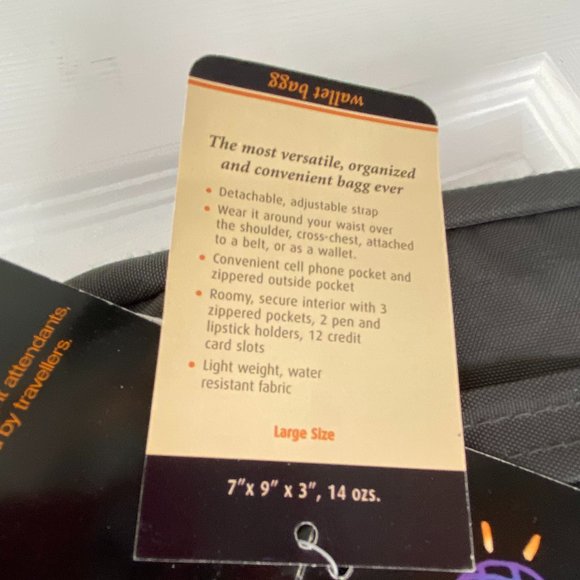 wallet bagg
The most versatile, organized
and convenient bagg ever
• Detachable, adjustable strap
• Wear it around your waist over
the shoulder, cross-chest, attached
to a belt, or as a wallet.
• Convenient cell phone pocket and
zippered outside pocket
• Roomy, secure interior with 3
zippered pockets, 2 pen and
lipstick holders, 12 credit
card slots
• Light weight, water
resistant fabric
Large Size
7"x 9" x 3", 14 ozs.
attendants,
by travellers.